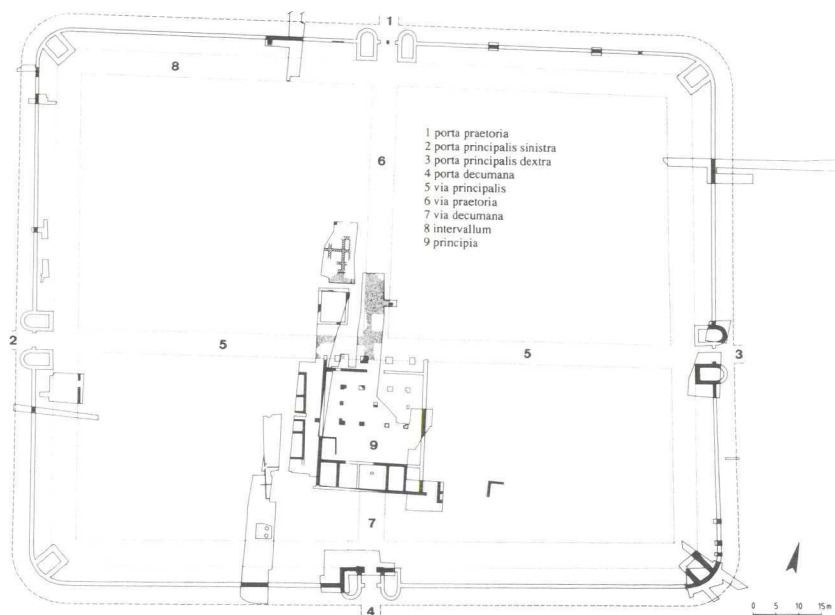 1
8
6
1 porta praetoria
2 porta principalis sinistra
3 porta principalis dextra
4 porta decumana
5 via principalis
6 via praetoria
7 via decumana
8 intervallum
9 principia
2
5
5
3
9
7
4
0 5 10 15 m